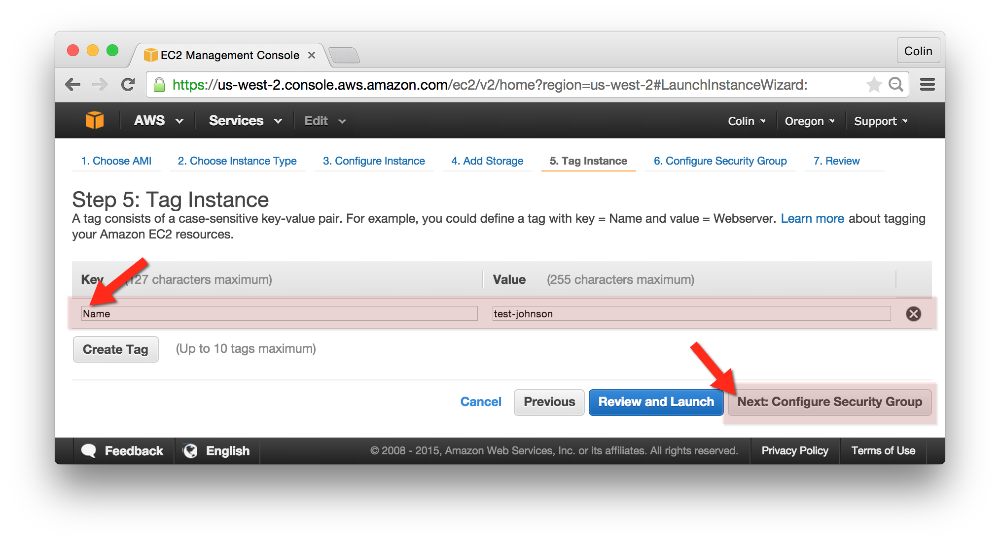 EC2 Management Console
Colin
https://us-west-2.console.aws.amazon.com/ec2/v2/home?region=us-west-2#LaunchInstanceWizard:
AWS Services Edit Colin Oregon Support
1. Choose AMI 2. Choose Instance Type 3. Configure Instance 4. Add Storage 5. Tag Instance 6. Configure Security Group 7. Review
Step 5: Tag Instance
A tag consists of a case-sensitive key-value pair. For example, you could define a tag with key = Name and value = Webserver. Learn more about tagging
your Amazon EC2 resources.
Key (127 characters maximum) Value (255 characters maximum)
Name test-johnson
Create Tag (Up to 10 tags maximum)
Cancel Previous Review and Launch Next: Configure Security Group
Feedback English © 2008 - 2015, Amazon Web Services, Inc. or its affiliates. All rights reserved. Privacy Policy Terms of Use